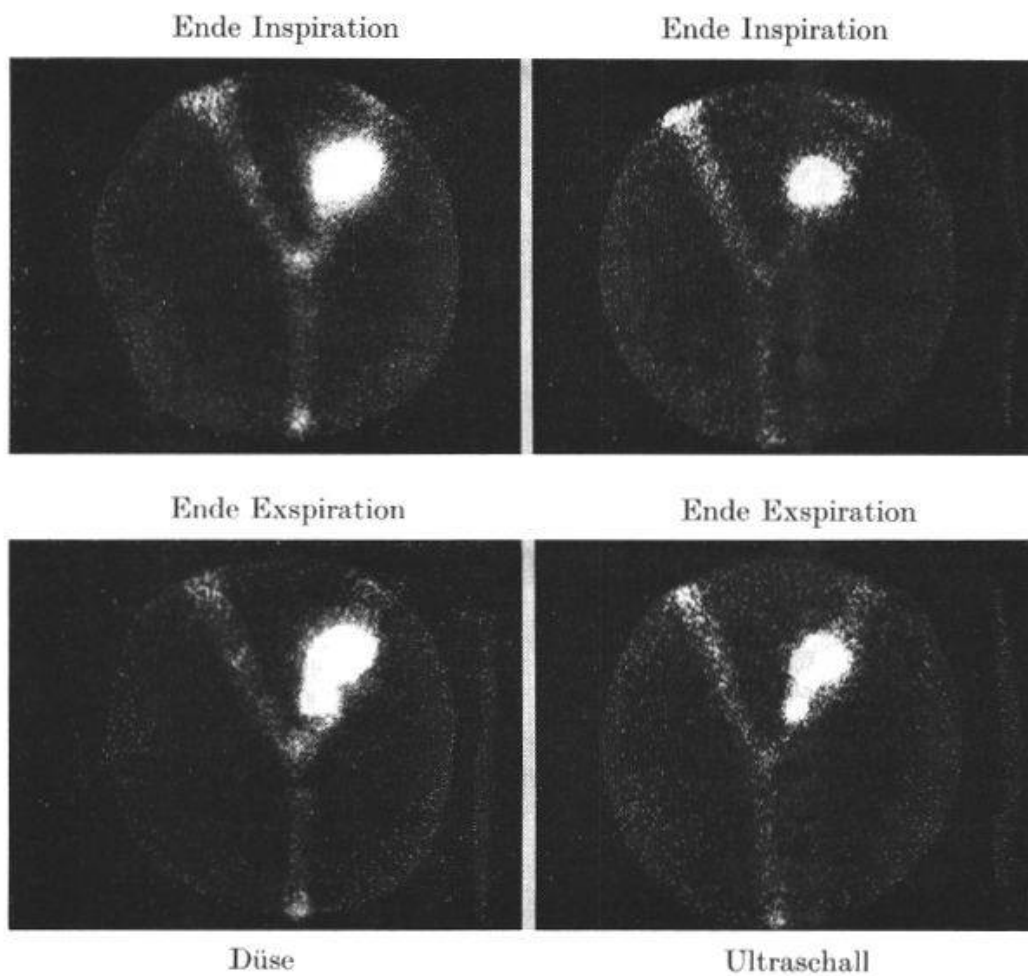 Ende Inspiration
Ende Inspiration
Ende Exspiration
Ende Exspiration
Düse
Ultraschall